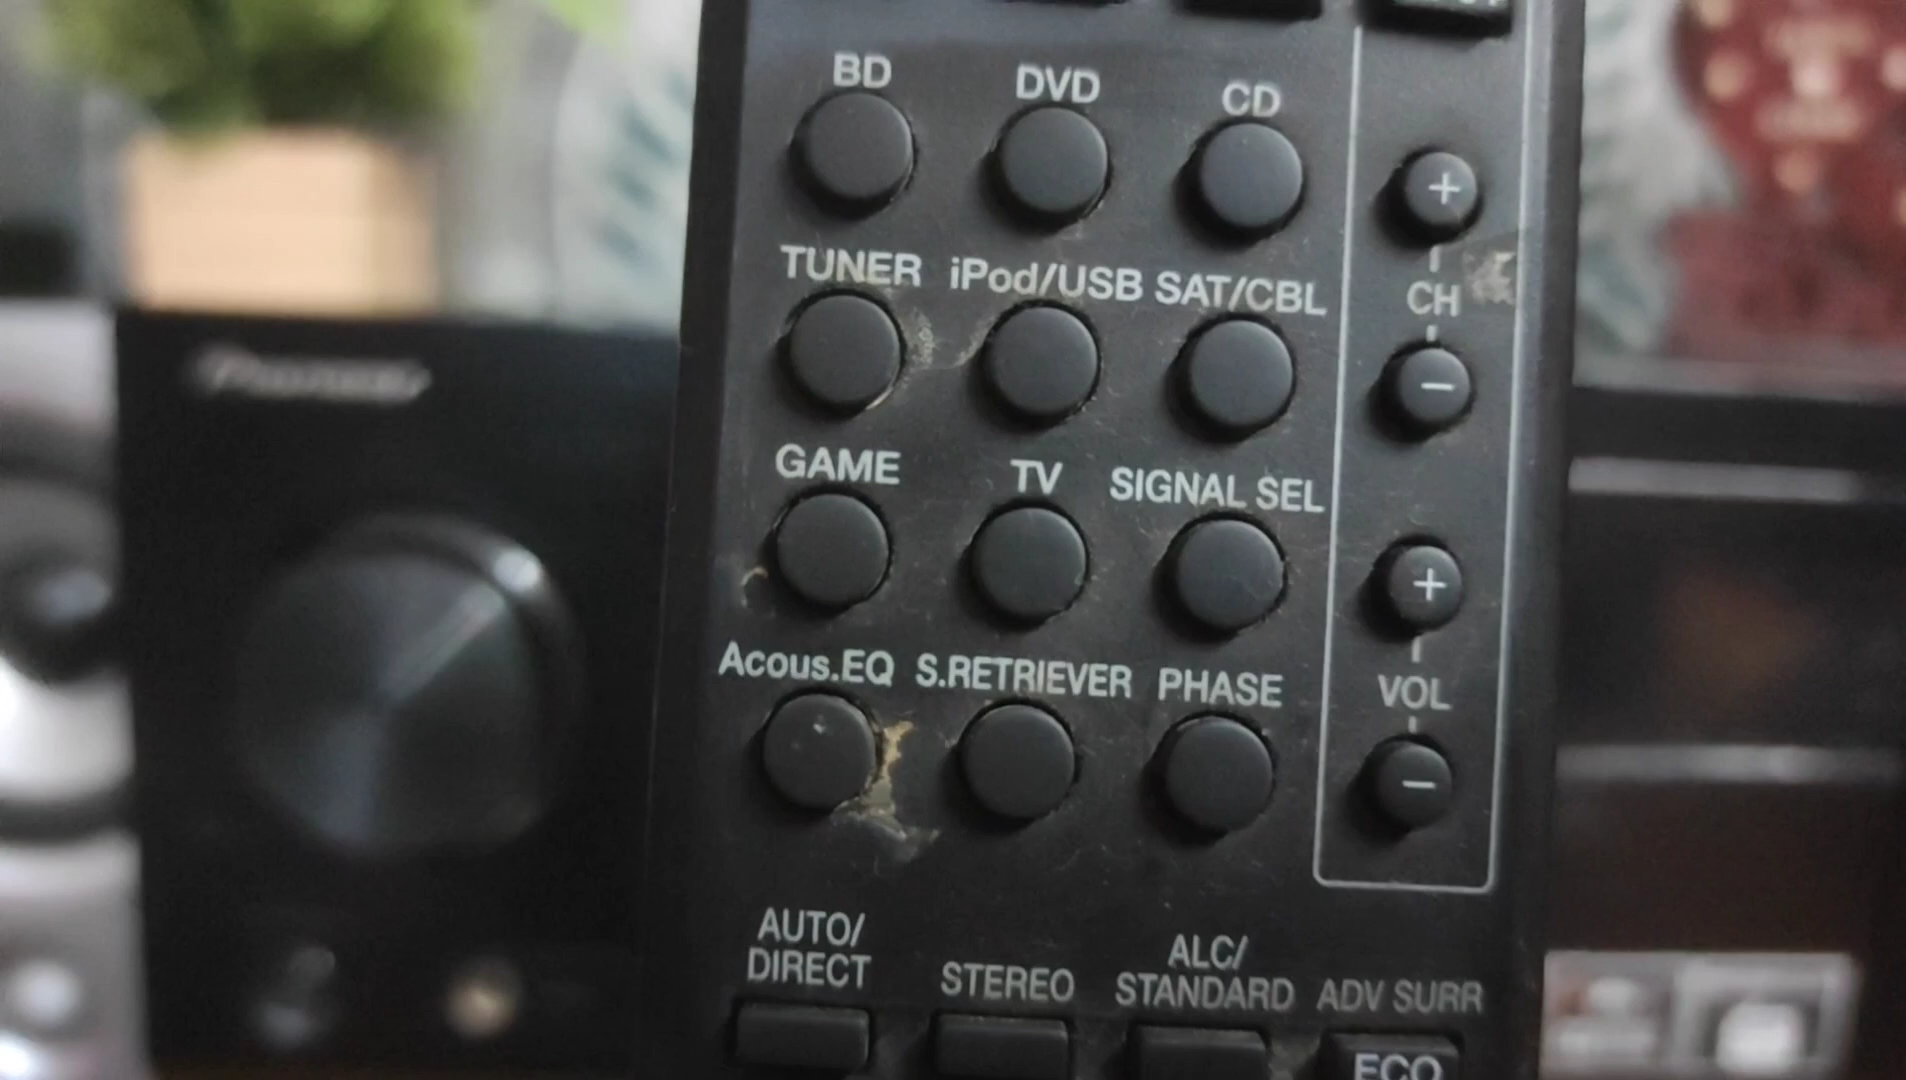 BD DVD CD
+
TUNER iPod/USB SAT/CBL CH
−
GAME TV SIGNAL SEL
+
Acous.EQ S.RETRIEVER PHASE VOL
−
AUTO/
DIRECT STEREO ALC/
STANDARD ADV SURR
ECO
Pioneer